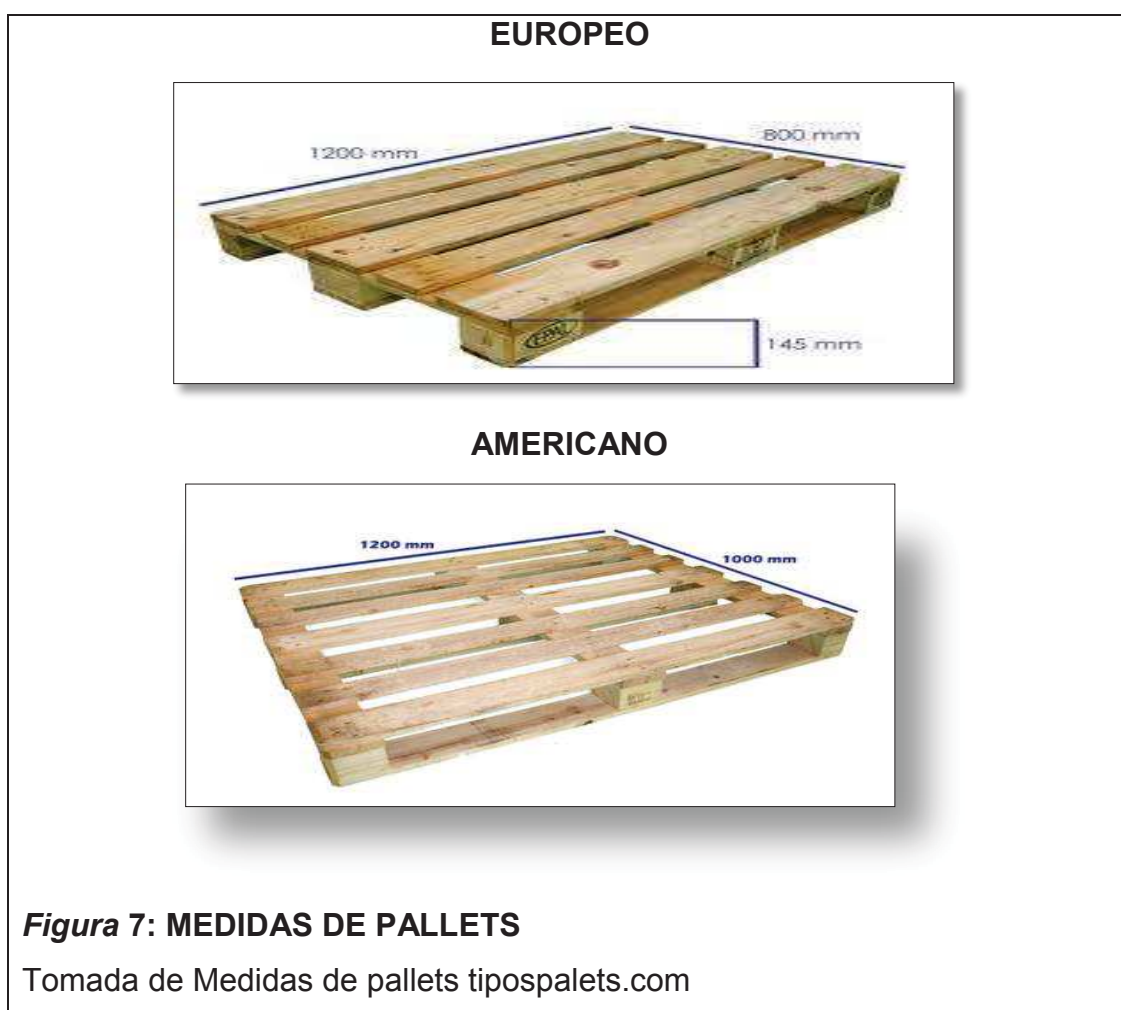 EUROPEO
1200 mm
800 mm
EPAL
145 mm
AMERICANO
1200 mm
1000 mm
Figura 7: MEDIDAS DE PALLETS
Tomada de Medidas de pallets tipospalets.com